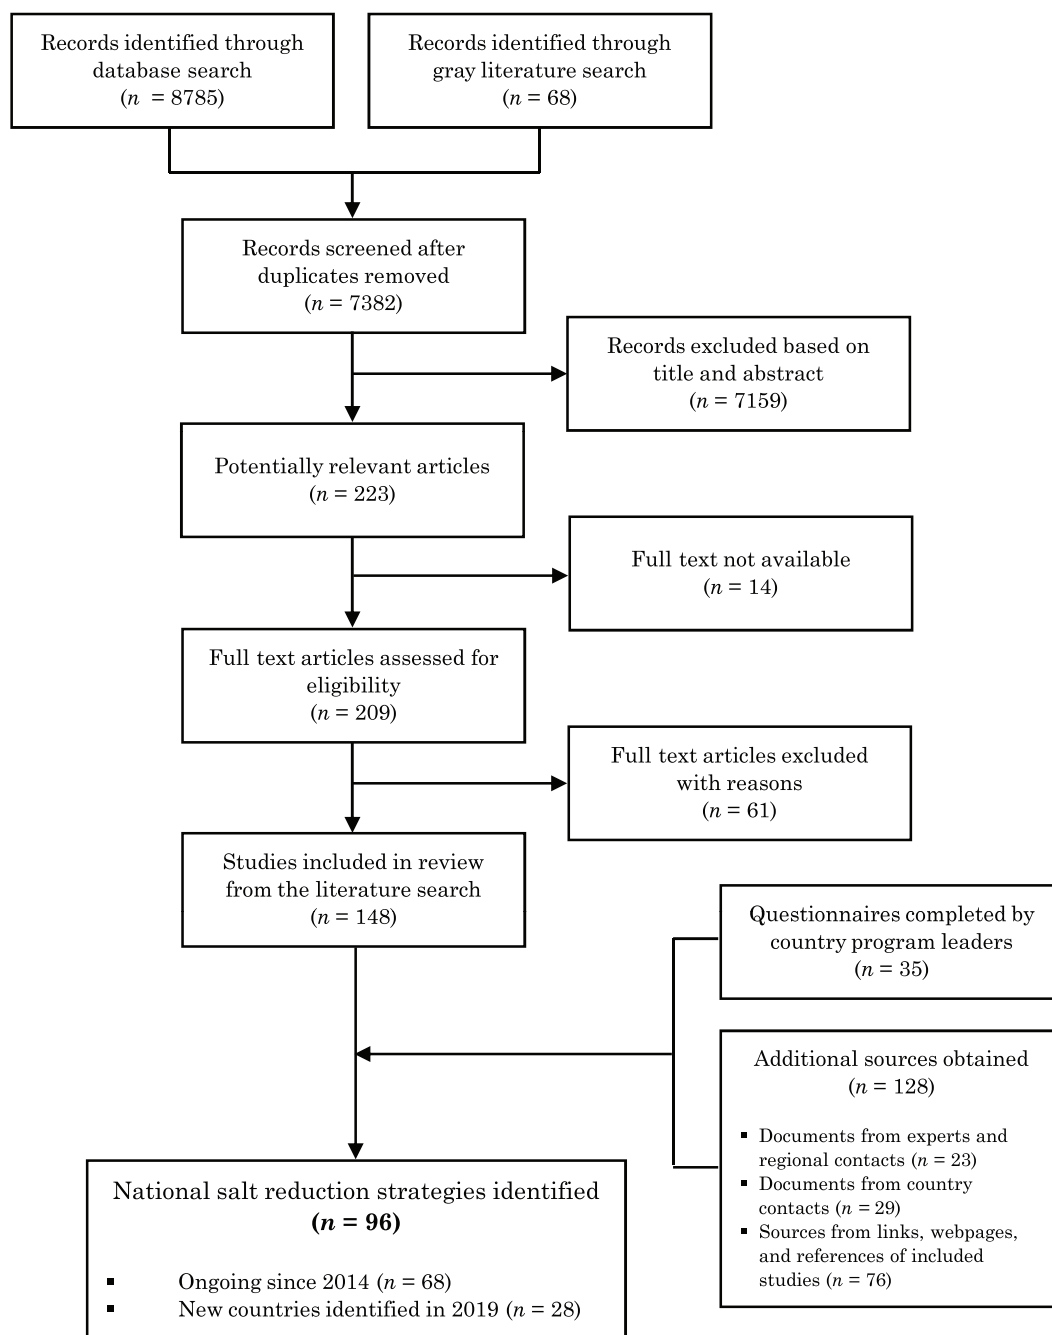 Records identified through
database search
(n = 8785)
Records identified through
gray literature search
(n = 68)
Records screened after
duplicates removed
(n = 7382)
Records excluded based on
title and abstract
(n = 7159)
Potentially relevant articles
(n = 223)
Full text not available
(n = 14)
Full text articles assessed for
eligibility
(n = 209)
Full text articles excluded
with reasons
(n = 61)
Studies included in review
from the literature search
(n = 148)
Questionnaires completed by
country program leaders
(n = 35)
Additional sources obtained
(n = 128)
▪ Documents from experts and
regional contacts (n = 23)
▪ Documents from country
contacts (n = 29)
▪ Sources from links, webpages,
and references of included
studies (n = 76)
National salt reduction strategies identified
(n = 96)
▪ Ongoing since 2014 (n = 68)
▪ New countries identified in 2019 (n = 28)